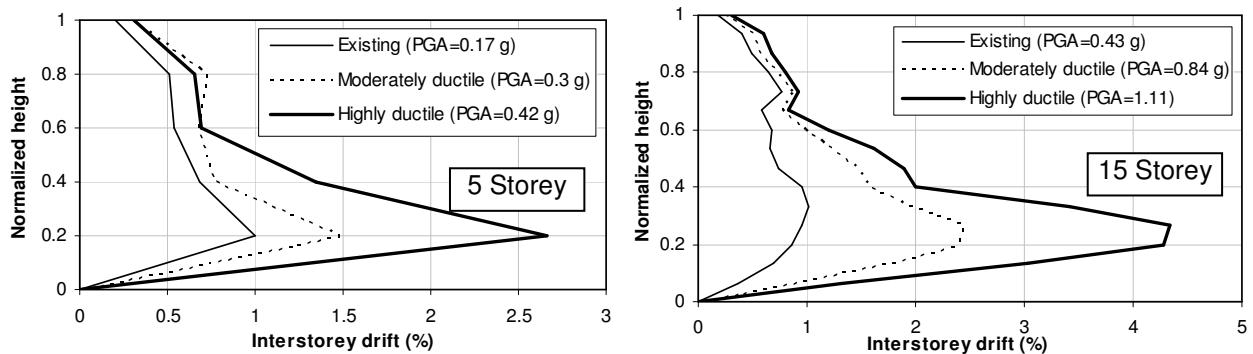 1
0.8
0.6
0.4
0.2
0
Normalized height
Existing (PGA=0.17 g)
Moderately ductile (PGA=0.3 g)
Highly ductile (PGA=0.42 g)
5 Storey
0 0.5 1 1.5 2 2.5 3
Interstorey drift (%)
1
0.8
0.6
0.4
0.2
0
Normalized height
Existing (PGA=0.43 g)
Moderately ductile (PGA=0.84 g)
Highly ductile (PGA=1.11)
15 Storey
0 1 2 3 4 5
Interstorey drift (%)